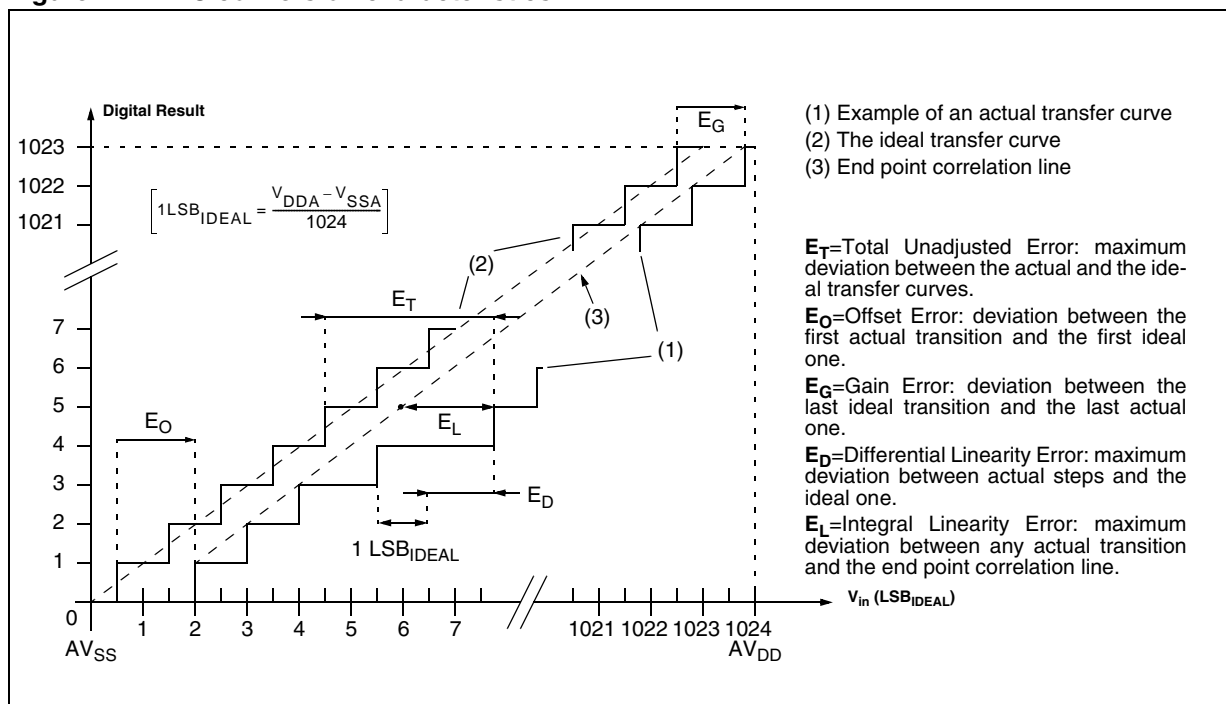 Digital Result
1023
1022
1021
7
6
5
4
3
2
1
0
[1LSB_IDEAL = (V_DDA – V_SSA) / 1024]
E_G
(2)
E_T
(3)
(1)
E_O
E_L
E_D
1 LSB_IDEAL
1 2 3 4 5 6 7 1021 1022 1023 1024
AV_SS AV_DD
V_in (LSB_IDEAL)
(1) Example of an actual transfer curve
(2) The ideal transfer curve
(3) End point correlation line
E_T=Total Unadjusted Error: maximum
deviation between the actual and the ide-
al transfer curves.
E_O=Offset Error: deviation between the
first actual transition and the first ideal
one.
E_G=Gain Error: deviation between the
last ideal transition and the last actual
one.
E_D=Differential Linearity Error: maximum
deviation between actual steps and the
ideal one.
E_L=Integral Linearity Error: maximum
deviation between any actual transition
and the end point correlation line.